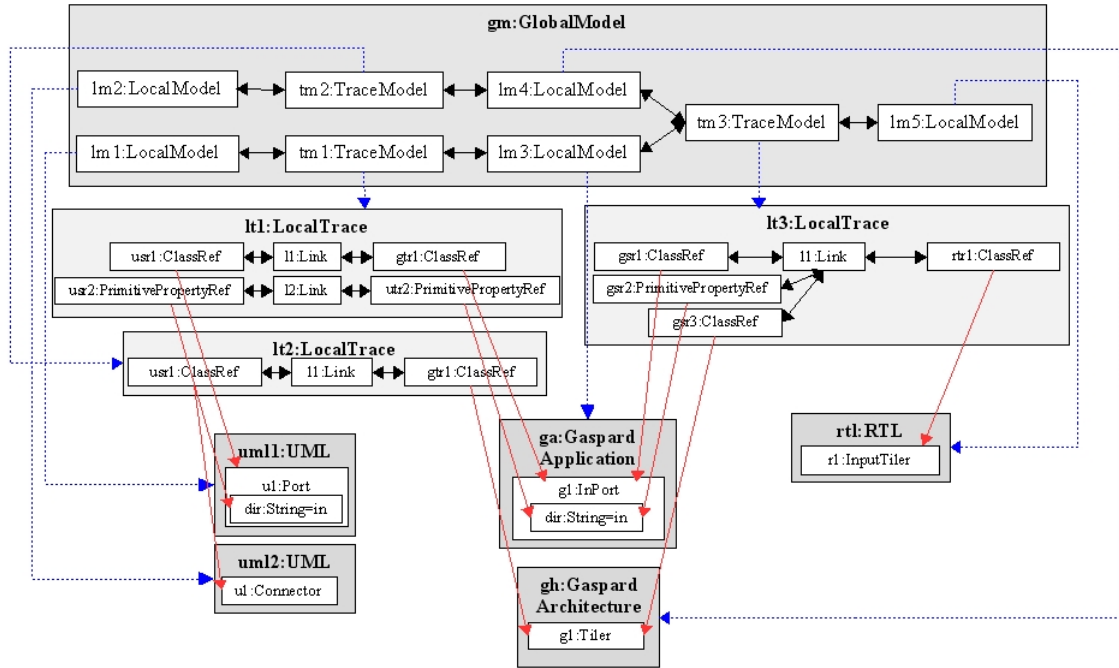 gm:GlobalModel
lm2:LocalModel
tm2:TraceModel
lm4:LocalModel
tm3:TraceModel
lm5:LocalModel
lm1:LocalModel
tm1:TraceModel
lm3:LocalModel
lt1:LocalTrace
usr1:ClassRef
l1:Link
gtr1:ClassRef
usr2:PrimitivePropertyRef
l2:Link
utr2:PrimitivePropertyRef
lt3:LocalTrace
gsr1:ClassRef
l1:Link
rtr1:ClassRef
gsr2:PrimitivePropertyRef
gsr3:ClassRef
lt2:LocalTrace
usr1:ClassRef
l1:Link
gtr1:ClassRef
uml1:UML
u1:Port
dir:String=in
ga:Gaspard
Application
g1:InPort
dir:String=in
rtl:RTL
r1:InputTiler
uml2:UML
u1:Connector
gh:Gaspard
Architecture
g1:Tiler